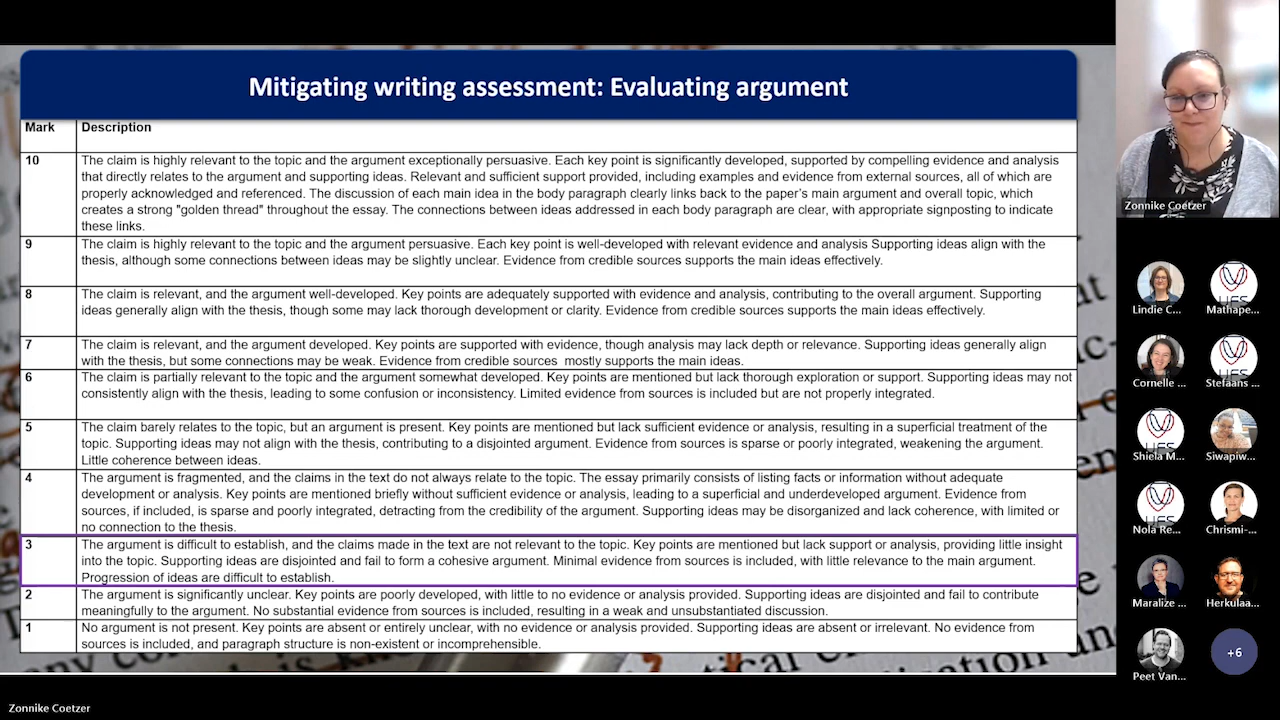 Mitigating writing assessment: Evaluating argument
Mark Description
10 The claim is highly relevant to the topic and the argument exceptionally persuasive. Each key point is significantly developed, supported by compelling evidence and analysis
that directly relates to the argument and supporting ideas. Relevant and sufficient support provided, including examples and evidence from external sources, all of which are
properly acknowledged and referenced. The discussion of each main idea in the body paragraph clearly links back to the paper's main argument and overall topic, which
creates a strong "golden thread" throughout the essay. The connections between ideas addressed in each body paragraph are clear, with appropriate signposting to indicate
these links.
9 The claim is highly relevant to the topic and the argument persuasive. Each key point is well-developed with relevant evidence and analysis Supporting ideas align with the
thesis, although some connections between ideas may be slightly unclear. Evidence from credible sources supports the main ideas effectively.
8 The claim is relevant, and the argument well-developed. Key points are adequately supported with evidence and analysis, contributing to the overall argument. Supporting
ideas generally align with the thesis, though some may lack thorough development or clarity. Evidence from credible sources supports the main ideas effectively.
7 The claim is relevant, and the argument developed. Key points are supported with evidence, though analysis may lack depth or relevance. Supporting ideas generally align
with the thesis, but some connections may be weak. Evidence from credible sources mostly supports the main ideas.
6 The claim is partially relevant to the topic and the argument somewhat developed. Key points are mentioned but lack thorough exploration or support. Supporting ideas may not
consistently align with the thesis, leading to some confusion or inconsistency. Limited evidence from sources is included but are not properly integrated.
5 The claim barely relates to the topic, but an argument is present. Key points are mentioned but lack sufficient evidence or analysis, resulting in a superficial treatment of the
topic. Supporting ideas may not align with the thesis, contributing to a disjointed argument. Evidence from sources is sparse or poorly integrated, weakening the argument.
Little coherence between ideas.
4 The argument is fragmented, and the claims in the text do not always relate to the topic. The essay primarily consists of listing facts or information without adequate
development or analysis. Key points are mentioned briefly without sufficient evidence or analysis, leading to a superficial and underdeveloped argument. Evidence from
sources, if included, is sparse and poorly integrated, detracting from the credibility of the argument. Supporting ideas may be disorganized and lack coherence, with limited or
no connection to the thesis.
3 The argument is difficult to establish, and the claims made in the text are not relevant to the topic. Key points are mentioned but lack support or analysis, providing little insight
into the topic. Supporting ideas are disjointed and fail to form a cohesive argument. Minimal evidence from sources is included, with little relevance to the main argument.
Progression of ideas are difficult to establish.
2 The argument is significantly unclear. Key points are poorly developed, with little to no evidence or analysis provided. Supporting ideas are disjointed and fail to contribute
meaningfully to the argument. No substantial evidence from sources is included, resulting in a weak and unsubstantiated discussion.
1 No argument is not present. Key points are absent or entirely unclear, with no evidence or analysis provided. Supporting ideas are absent or irrelevant. No evidence from
sources is included, and paragraph structure is non-existent or incomprehensible.
Zonnike Coetzer
Lindie C... Mathape...
Cornelle ... Stefaans ...
Shiela M... Siwapiw...
Nola Re... Chrismi-...
Maralize ... Herkulaa...
Peet Van... +6
Zonnike Coetzer